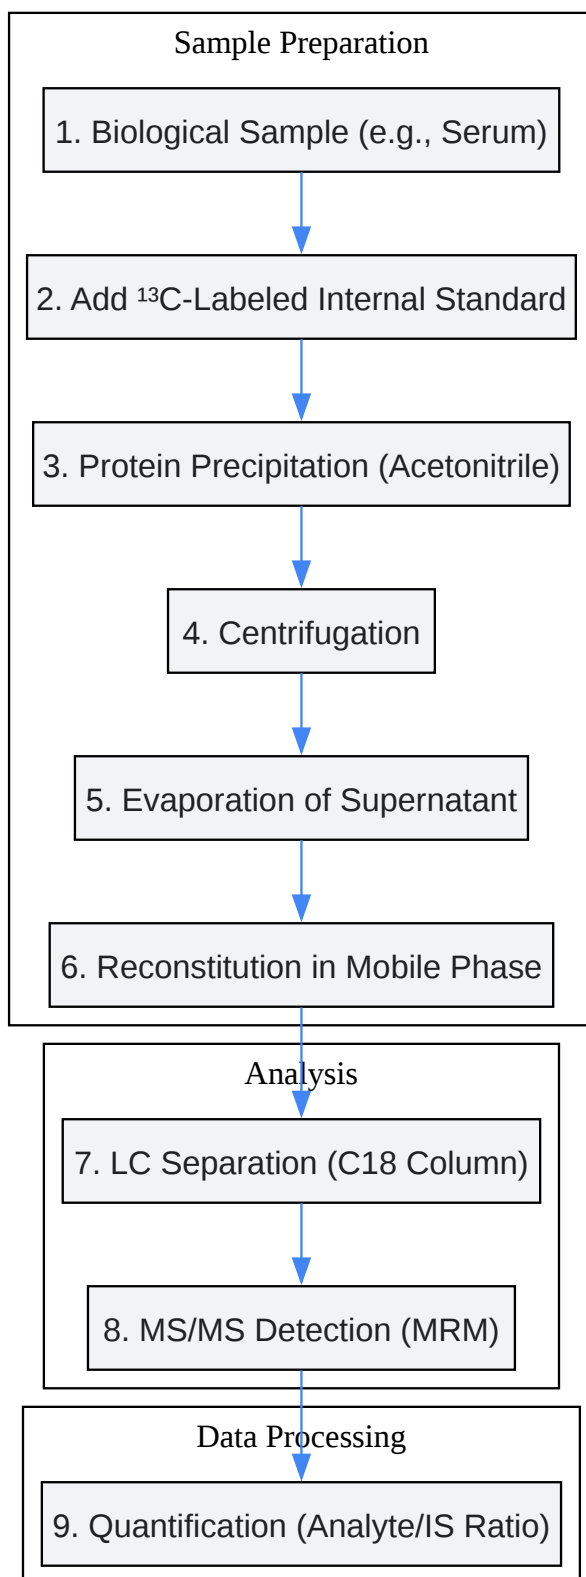 Sample Preparation
1. Biological Sample (e.g., Serum)
2. Add ¹³C-Labeled Internal Standard
3. Protein Precipitation (Acetonitrile)
4. Centrifugation
5. Evaporation of Supernatant
6. Reconstitution in Mobile Phase
Analysis
7. LC Separation (C18 Column)
8. MS/MS Detection (MRM)
Data Processing
9. Quantification (Analyte/IS Ratio)